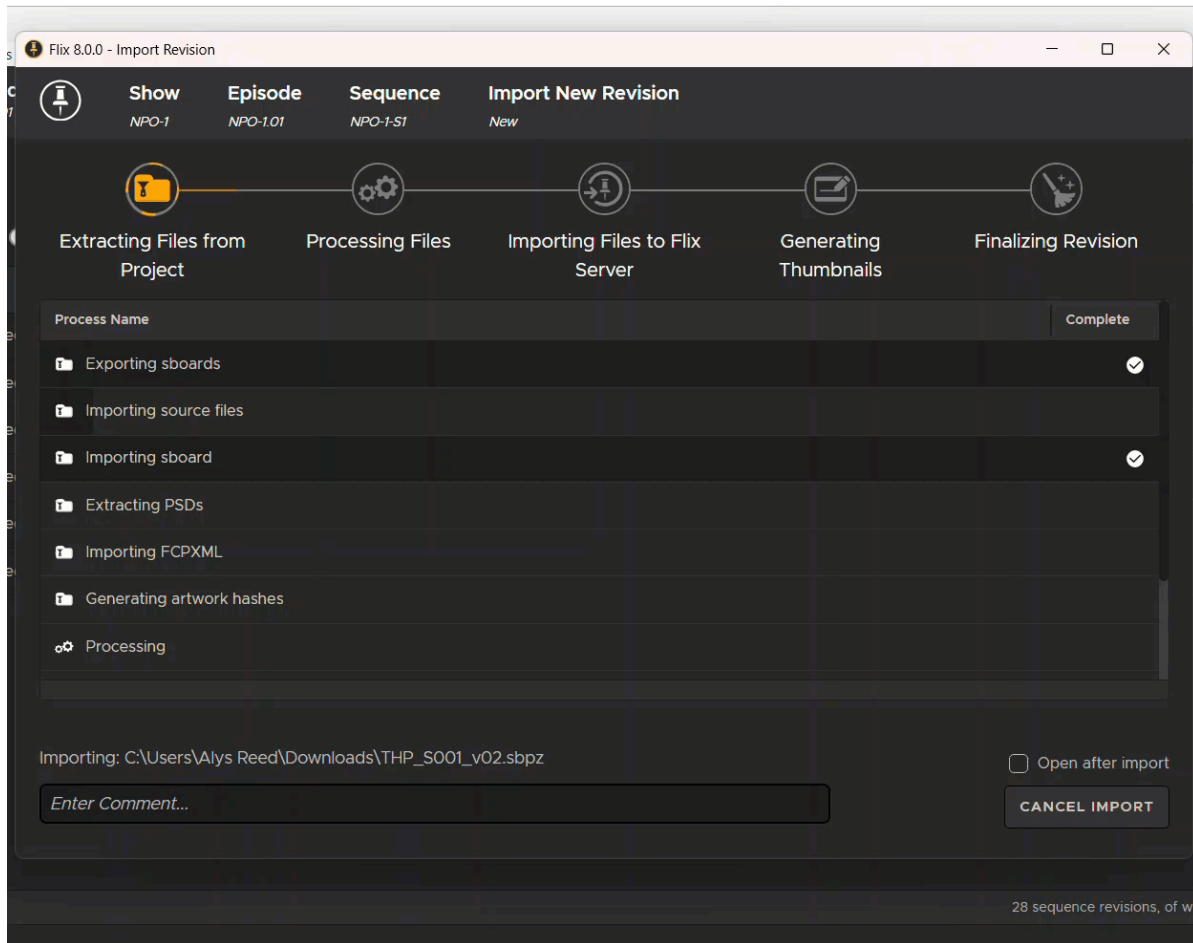 Flix 8.0.0 - Import Revision
Show
Episode
Sequence
Import New Revision
NPO-1
NPO-1.01
NPO-1-S1
New
Extracting Files from
Project
Processing Files
Importing Files to Flix
Server
Generating
Thumbnails
Finalizing Revision
Process Name
Complete
Exporting sboards
Importing source files
Importing sboard
Extracting PSDs
Importing FCPXML
Generating artwork hashes
Processing
Importing: C:\Users\Alys Reed\Downloads\THP_S001_v02.sbpz
Open after import
Enter Comment...
CANCEL IMPORT
28 sequence revisions, of w